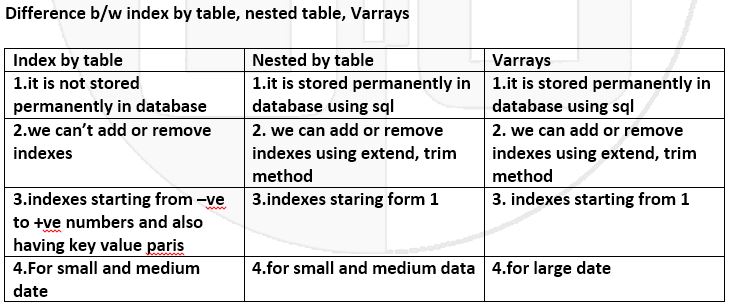 Difference b/w index by table, nested table, Varrays
Index by table
Nested by table
Varrays
1.it is not stored
permanently in database
1.it is stored permanently in
database using sql
1.it is stored permanently in
database using sql
2.we can’t add or remove
indexes
2. we can add or remove
indexes using extend, trim
method
2. we can add or remove
indexes using extend, trim
method
3.indexes starting from –ve
to +ve numbers and also
having key value paris
3.indexes staring form 1
3. indexes starting from 1
4.For small and medium
date
4.for small and medium data
4.for large date